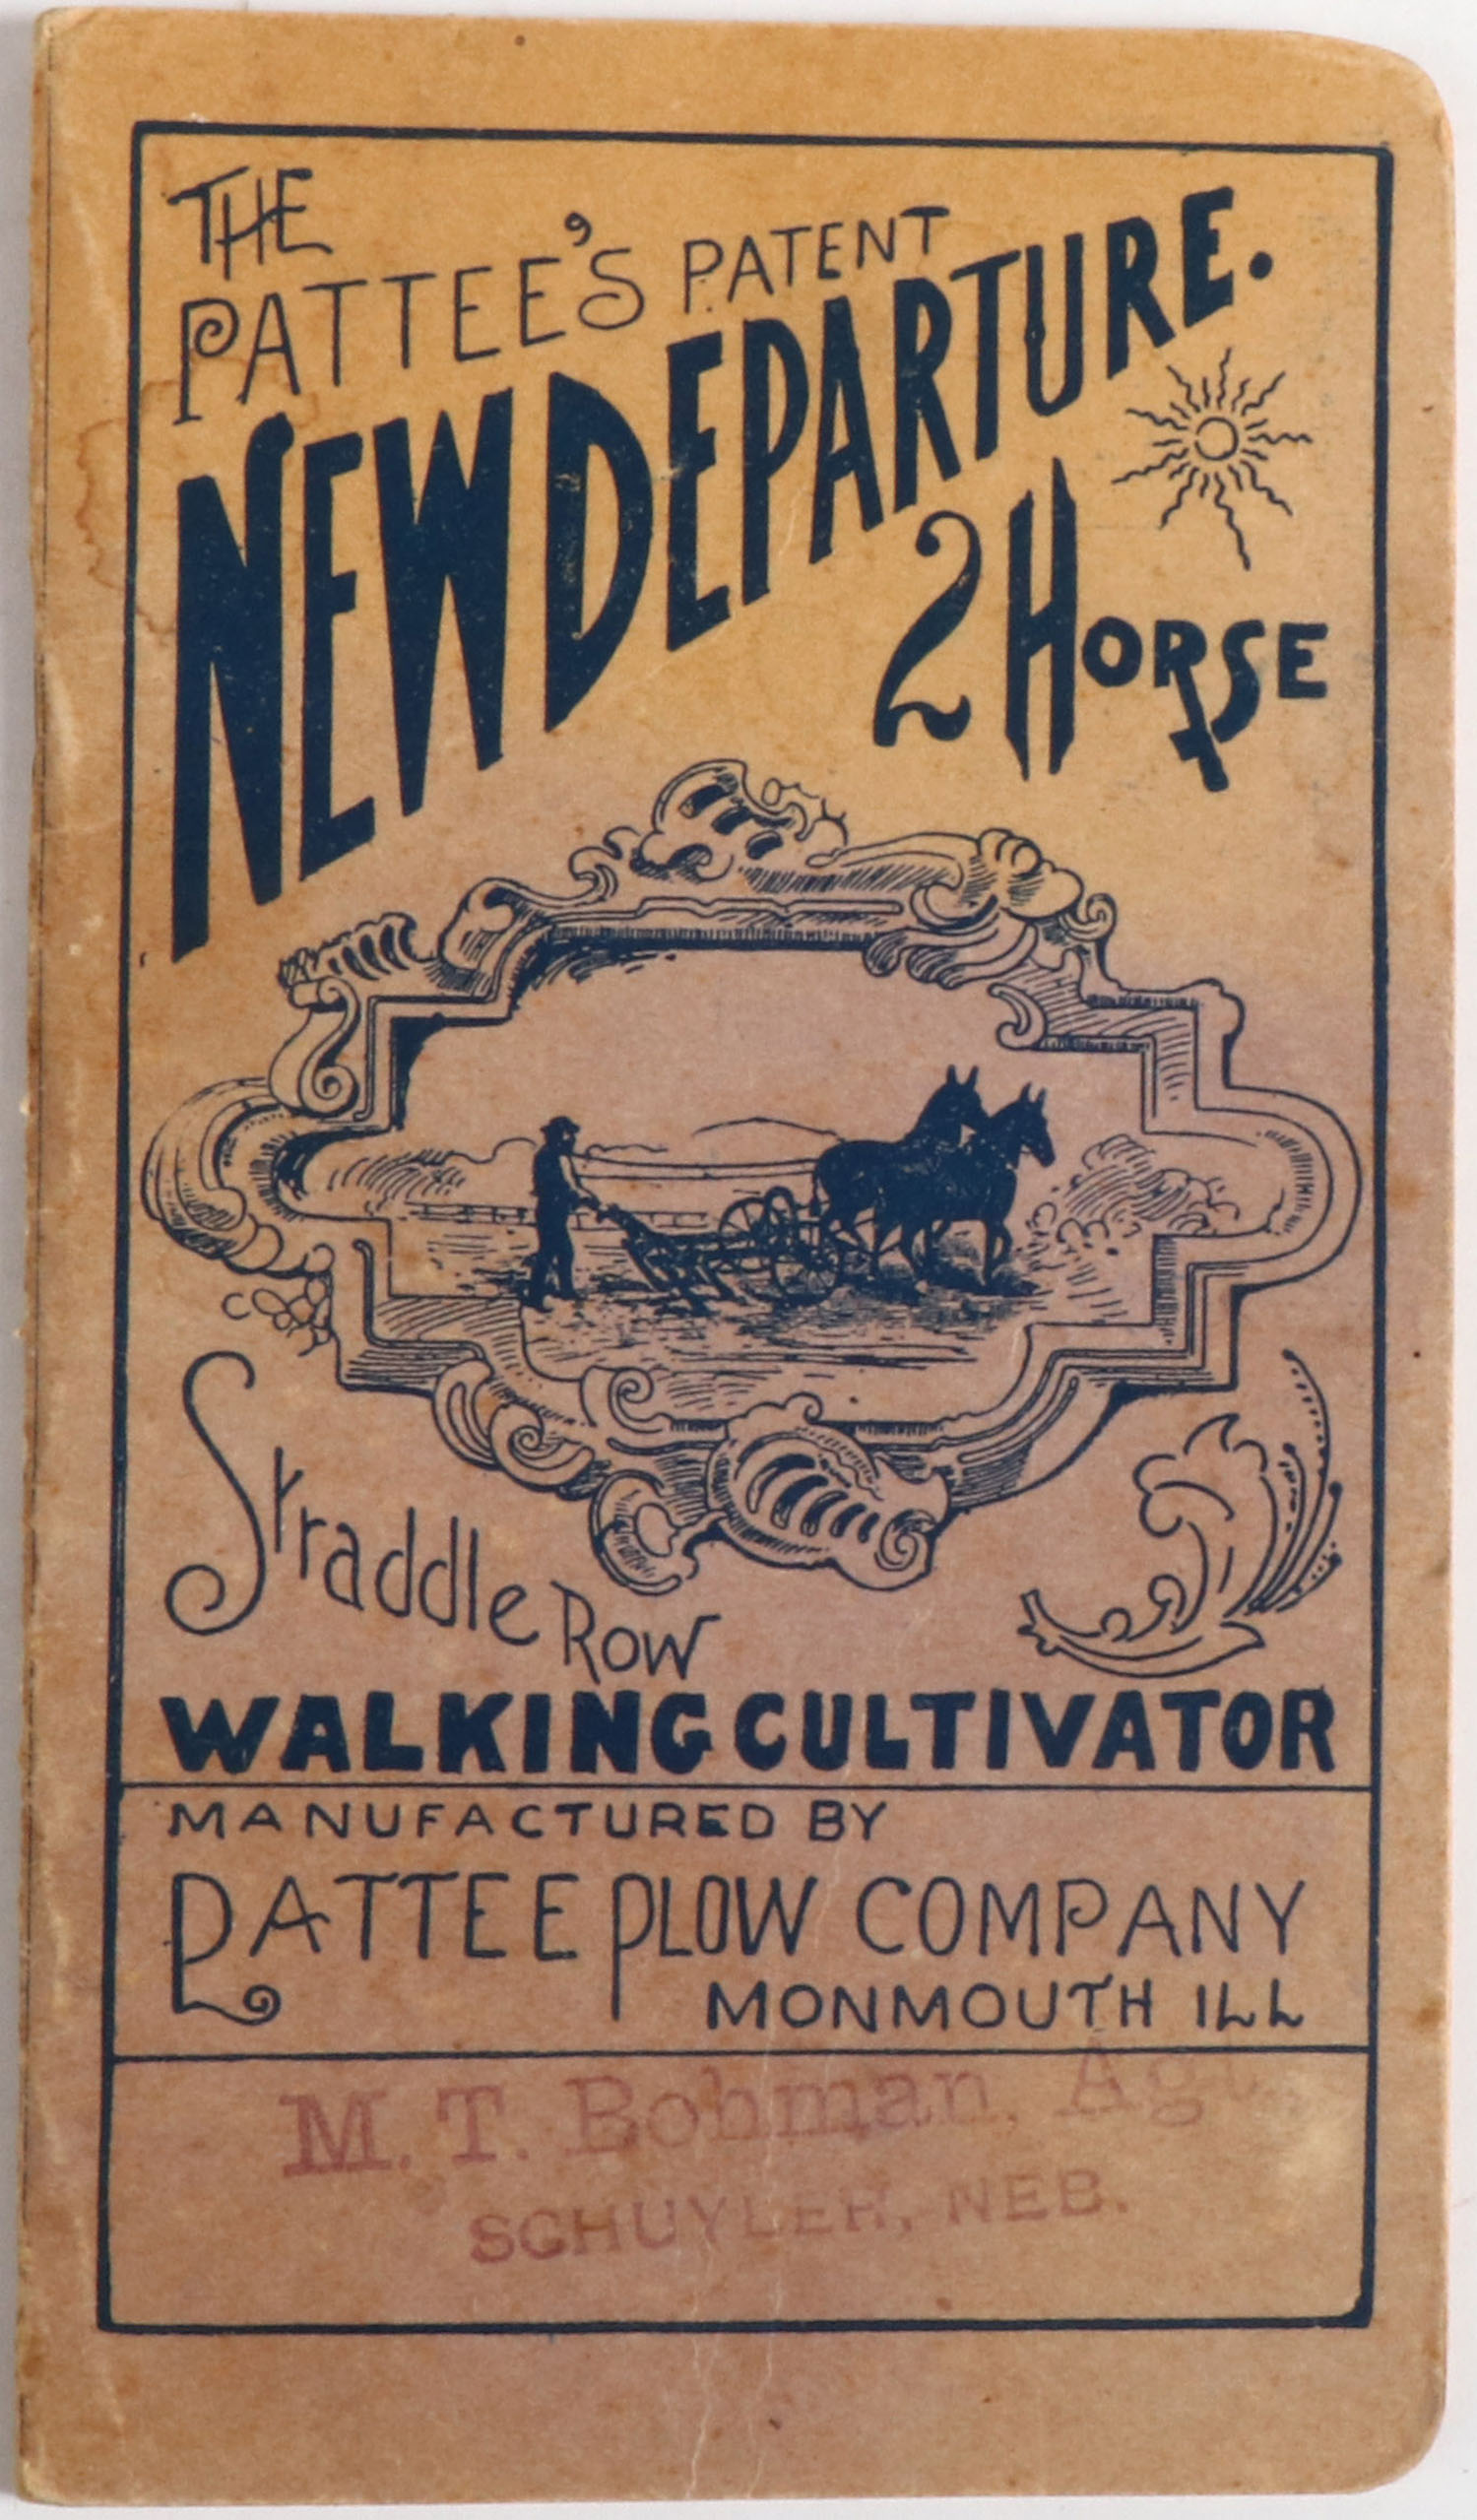 THE
PATTEE'S PATENT
NEW DEPARTURE.
2 HORSE
Straddle Row
WALKING CULTIVATOR
MANUFACTURED BY
PATTEE PLOW COMPANY
MONMOUTH ILL
M. T. Bohman, Agt
SCHUYLER, NEB.